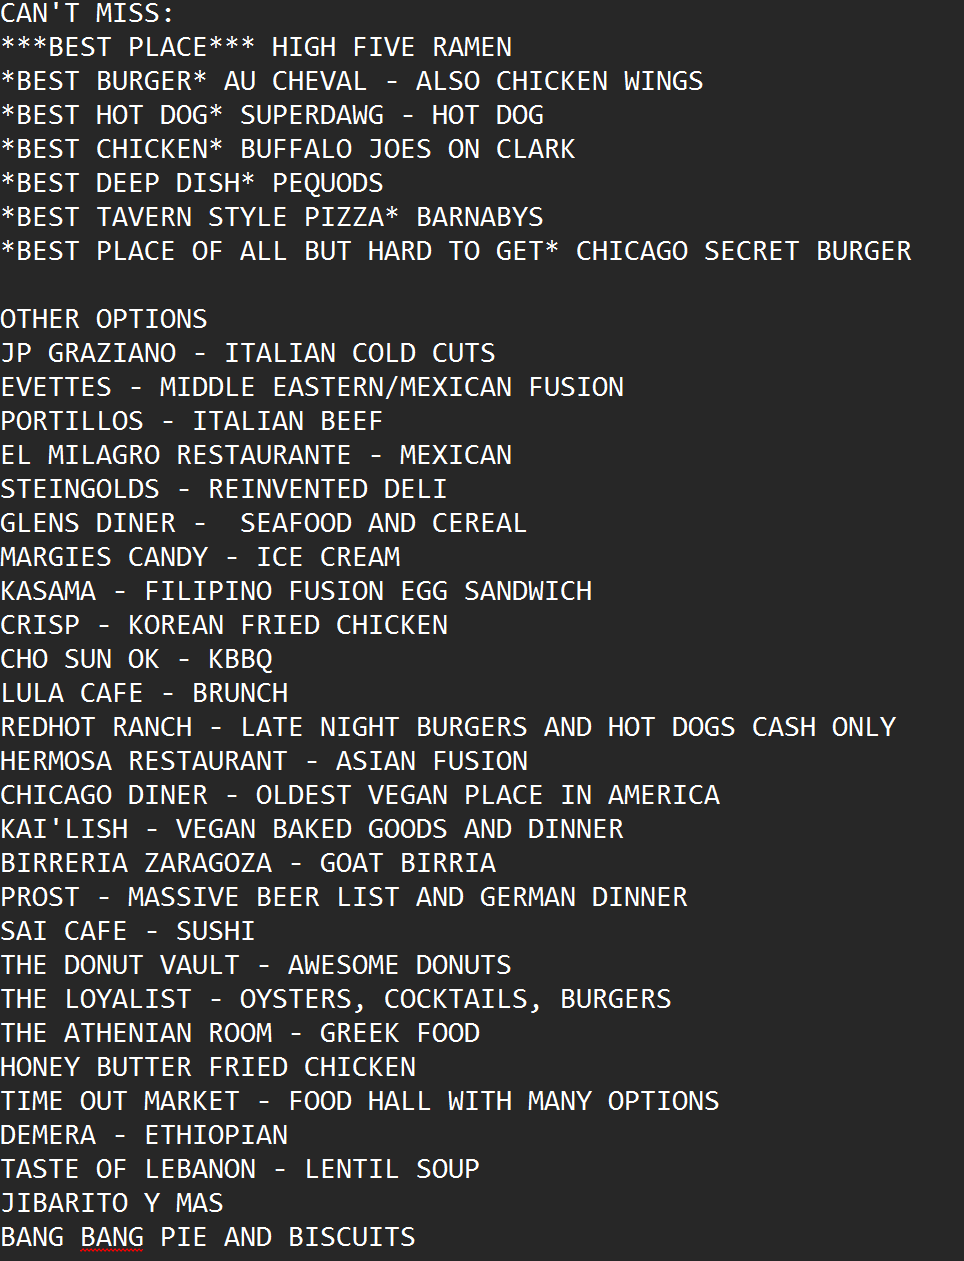 CAN'T MISS:
***BEST PLACE*** HIGH FIVE RAMEN
*BEST BURGER* AU CHEVAL - ALSO CHICKEN WINGS
*BEST HOT DOG* SUPERDAWG - HOT DOG
*BEST CHICKEN* BUFFALO JOES ON CLARK
*BEST DEEP DISH* PEQUODS
*BEST TAVERN STYLE PIZZA* BARNABYS
*BEST PLACE OF ALL BUT HARD TO GET* CHICAGO SECRET BURGER

OTHER OPTIONS
JP GRAZIANO - ITALIAN COLD CUTS
EVETTES - MIDDLE EASTERN/MEXICAN FUSION
PORTILLOS - ITALIAN BEEF
EL MILAGRO RESTAURANTE - MEXICAN
STEINGOLDS - REINVENTED DELI
GLENS DINER -  SEAFOOD AND CEREAL
MARGIES CANDY - ICE CREAM
KASAMA - FILIPINO FUSION EGG SANDWICH
CRISP - KOREAN FRIED CHICKEN
CHO SUN OK - KBBQ
LULA CAFE - BRUNCH
REDHOT RANCH - LATE NIGHT BURGERS AND HOT DOGS CASH ONLY
HERMOSA RESTAURANT - ASIAN FUSION
CHICAGO DINER - OLDEST VEGAN PLACE IN AMERICA
KAI'LISH - VEGAN BAKED GOODS AND DINNER
BIRRERIA ZARAGOZA - GOAT BIRRIA
PROST - MASSIVE BEER LIST AND GERMAN DINNER
SAI CAFE - SUSHI
THE DONUT VAULT - AWESOME DONUTS
THE LOYALIST - OYSTERS, COCKTAILS, BURGERS
THE ATHENIAN ROOM - GREEK FOOD
HONEY BUTTER FRIED CHICKEN
TIME OUT MARKET - FOOD HALL WITH MANY OPTIONS
DEMERA - ETHIOPIAN
TASTE OF LEBANON - LENTIL SOUP
JIBARITO Y MAS
BANG BANG PIE AND BISCUITS